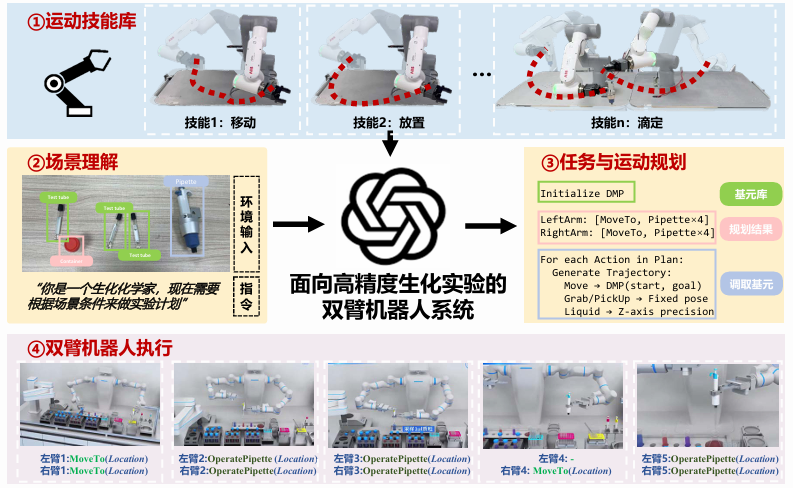 ①运动技能库
技能1：移动
技能2：放置
...
技能n：滴定
②场景理解
Test tube
Test tube
Test tube
Pipette
环境输入
“你是一个生化化学家，现在需要
根据场景条件来做实验计划”
指令
面向高精度生化实验的
双臂机器人系统
③任务与运动规划
Initialize DMP
基元库
LeftArm: [MoveTo, Pipette×4]
RightArm: [MoveTo, Pipette×4]
规划结果
For each Action in Plan:
Generate Trajectory:
Move → DMP(start, goal)
Grab/PickUp → Fixed pose
Liquid → Z-axis precision
调取基元
④双臂机器人执行
左臂1:MoveTo(Location)
右臂1:MoveTo(Location)
左臂2:OperatePipette (Location)
右臂2:OperatePipette(Location)
左臂3:OperatePipette(Location)
右臂3:OperatePipette(Location)
左臂4: -
右臂4: MoveTo(Location)
左臂5:OperatePipette(Location)
右臂5:OperatePipette(Location)